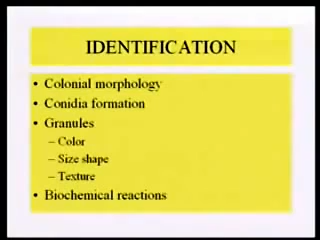 IDENTIFICATION
• Colonial morphology
• Conidia formation
• Granules
– Color
– Size shape
– Texture
• Biochemical reactions